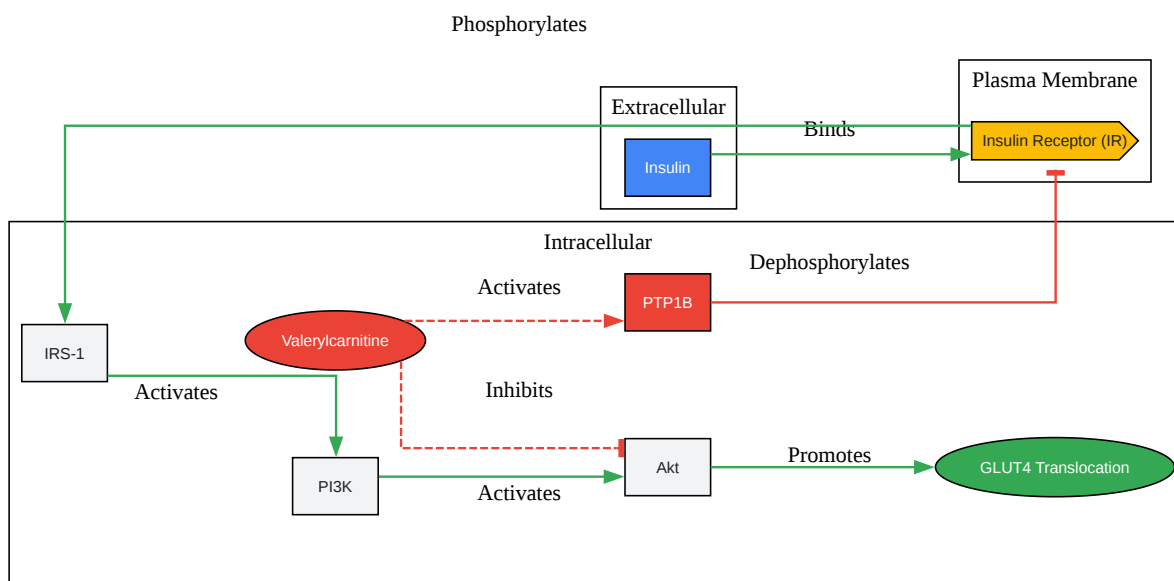 Phosphorylates
Plasma Membrane
Extracellular
Binds
Insulin Receptor (IR)
Insulin
Intracellular
Dephosphorylates
Activates
PTP1B
Valerylcarnitine
IRS-1
Activates
Inhibits
Promotes
Akt
GLUT4 Translocation
PI3K
Activates